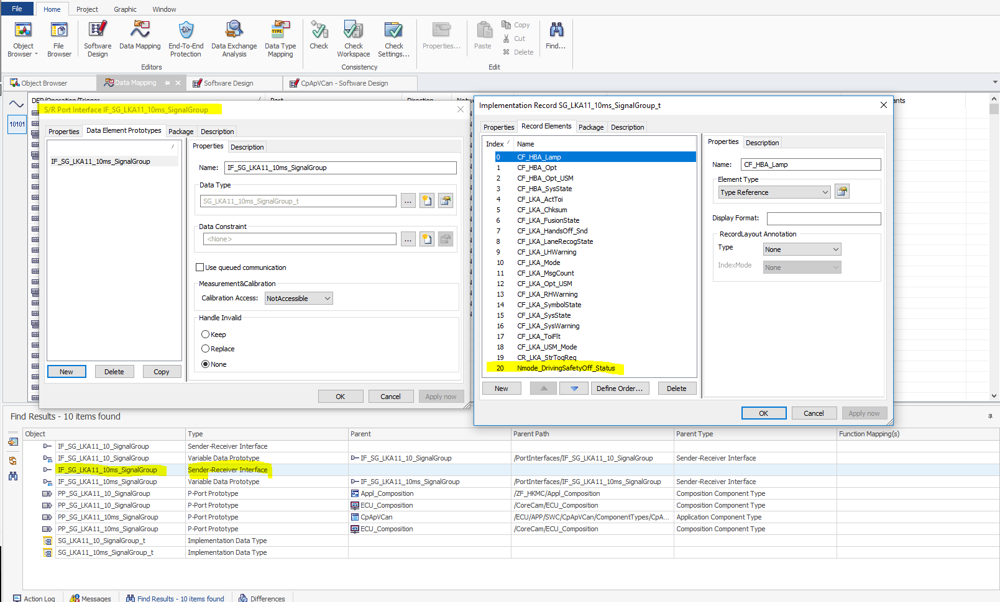 File Home Project Graphic Window
Object Browser
File Browser
Software Design
Data Mapping
End-To-End Protection
Data Exchange Analysis
Data Type Mapping
Check
Check Workspace
Check Settings...
Properties...
Paste
Copy
Cut
Delete
Find...
Editors Consistency Edit
Object Browser Data Mapping Software Design CpApVCan - Software Design
10101
S/R Port Interface IF_SG_LKA11_10ms_SignalGroup
Properties Data Element Prototypes Package Description
IF_SG_LKA11_10ms_SignalGroup
New Delete Copy
Properties Description
Name: IF_SG_LKA11_10ms_SignalGroup
Data Type
SG_LKA11_10ms_SignalGroup_t ...
Data Constraint
<None> ...
Use queued communication
Measurement&Calibration
Calibration Access: NotAccessible
Handle Invalid
Keep
Replace
None
OK Cancel Apply now
Implementation Record SG_LKA11_10ms_SignalGroup_t
Properties Record Elements Package Description
Index / Name
0 CF_HBA_Lamp
1 CF_HBA_Opt
2 CF_HBA_Opt_USM
3 CF_HBA_SysState
4 CF_LKA_ActToi
5 CF_LKA_Chksum
6 CF_LKA_FusionState
7 CF_LKA_HandsOff_Snd
8 CF_LKA_LaneRecogState
9 CF_LKA_LHWarning
10 CF_LKA_Mode
11 CF_LKA_MsgCount
12 CF_LKA_Opt_USM
13 CF_LKA_RHWarning
14 CF_LKA_SymbolState
15 CF_LKA_SysState
16 CF_LKA_SysWarning
17 CF_LKA_ToiFlt
18 CF_LKA_USM_Mode
19 CR_LKA_StrToqReq
20 Nmode_DrivingSafetyOff_Status
New Define Order... Delete
Properties Description
Name: CF_HBA_Lamp
Element Type
Type Reference
Display Format:
RecordLayout Annotation
Type None
IndexMode None
OK Cancel Apply now
Find Results - 10 items found
Object Type Parent Parent Path Parent Type Function Mapping(s)
IF_SG_LKA11_10_SignalGroup Sender-Receiver Interface
IF_SG_LKA11_10_SignalGroup Variable Data Prototype IF_SG_LKA11_10_SignalGroup /PortInterfaces/IF_SG_LKA11_10_SignalGroup Sender-Receiver Interface
IF_SG_LKA11_10ms_SignalGroup Sender-Receiver Interface
IF_SG_LKA11_10ms_SignalGroup Variable Data Prototype IF_SG_LKA11_10ms_SignalGroup /PortInterfaces/IF_SG_LKA11_10ms_SignalGroup Sender-Receiver Interface
PP_SG_LKA11_10_SignalGroup P-Port Prototype Appl_Composition /ZF_HKMC/Appl_Composition Composition Component Type
PP_SG_LKA11_10_SignalGroup P-Port Prototype ECU_Composition /CoreCam/ECU_Composition Composition Component Type
PP_SG_LKA11_10ms_SignalGroup P-Port Prototype CpApVCan /ECU/APP/SWC/CpApVCan/ComponentTypes/CpA... Application Component Type
PP_SG_LKA11_10ms_SignalGroup P-Port Prototype ECU_Composition /CoreCam/ECU_Composition Composition Component Type
SG_LKA11_10_SignalGroup_t Implementation Data Type
SG_LKA11_10ms_SignalGroup_t Implementation Data Type
Action Log Messages Find Results - 10 items found Differences